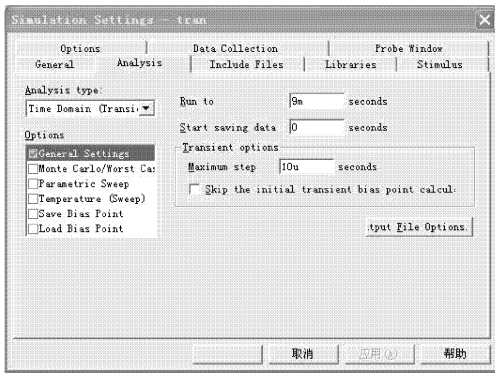 Simulation Settings - tran
Options Data Collection Probe Window
General Analysis Include Files Libraries Stimulus
Analysis type:
Time Domain (Transi
Run to 9m seconds
Start saving data 0 seconds
Options
General Settings
Monte Carlo/Worst Cas
Parametric Sweep
Temperature (Sweep)
Save Bias Point
Load Bias Point
Transient options
Maximum step 10u seconds
Skip the initial transient bias point calcul
tput File Options.
取消 应用(A) 帮助